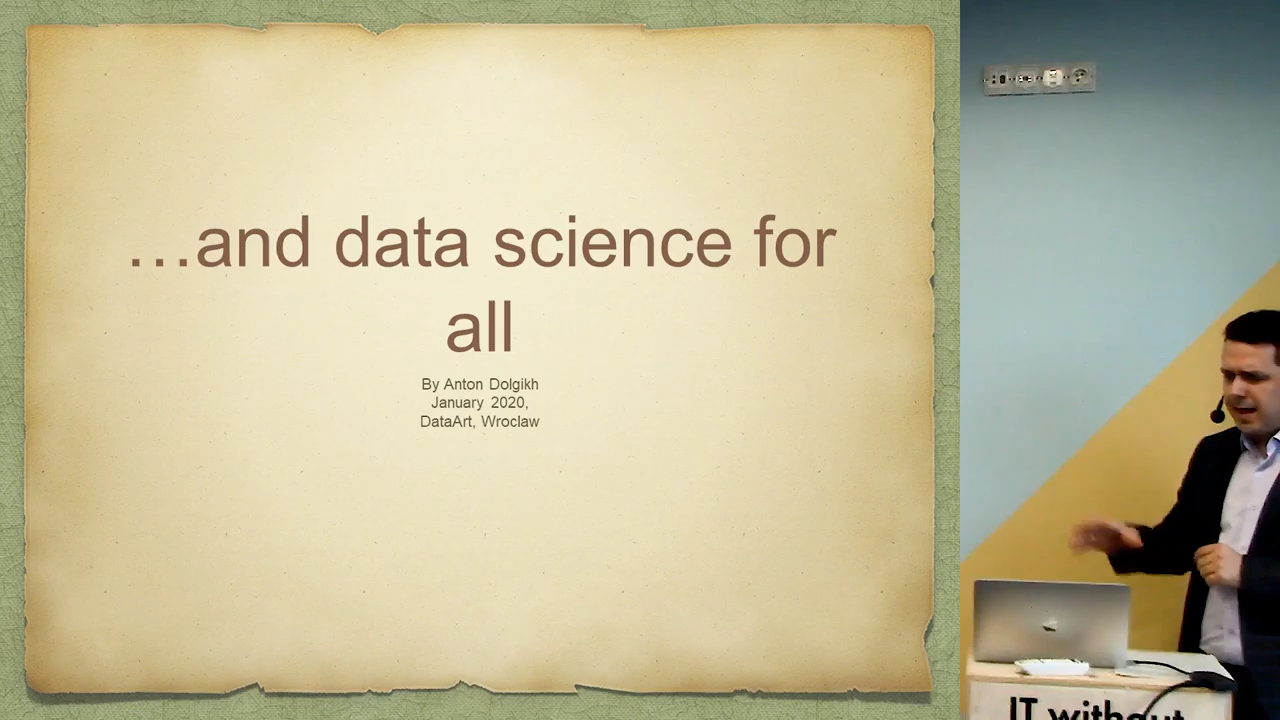 …and data science for
all
By Anton Dolgikh
January 2020,
DataArt, Wroclaw
IT without